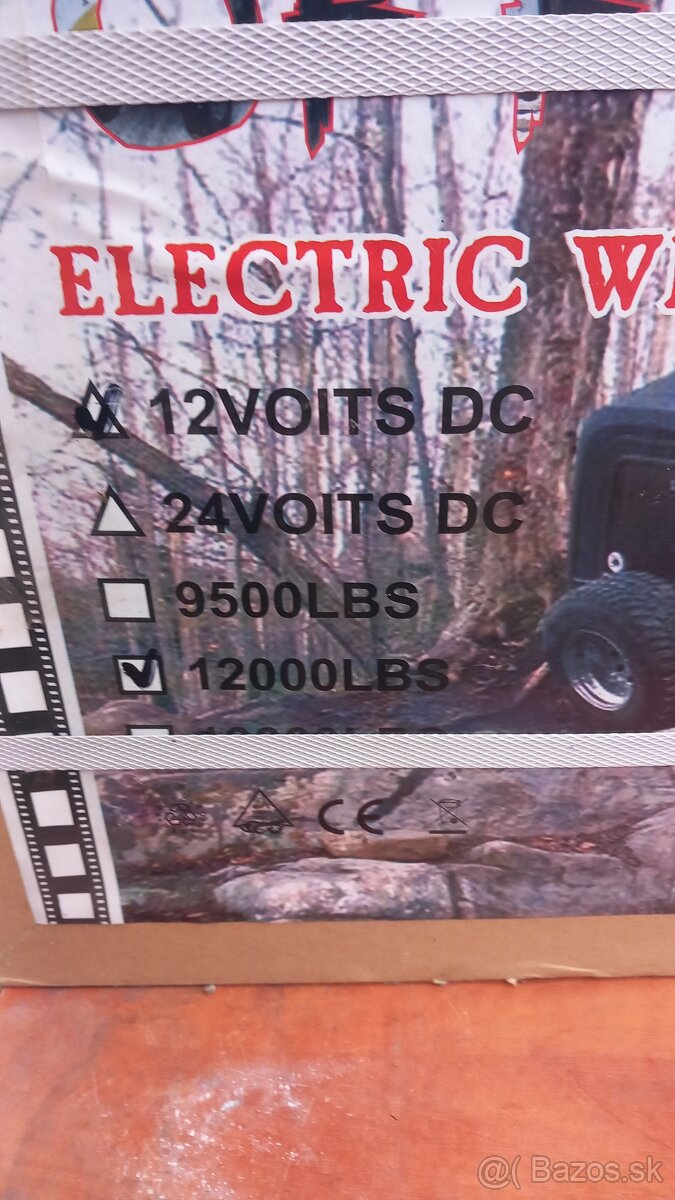 ELECTRIC
12VOITS DC
24VOITS DC
9500LBS
12000LBS
CE
@( Bazos.sk